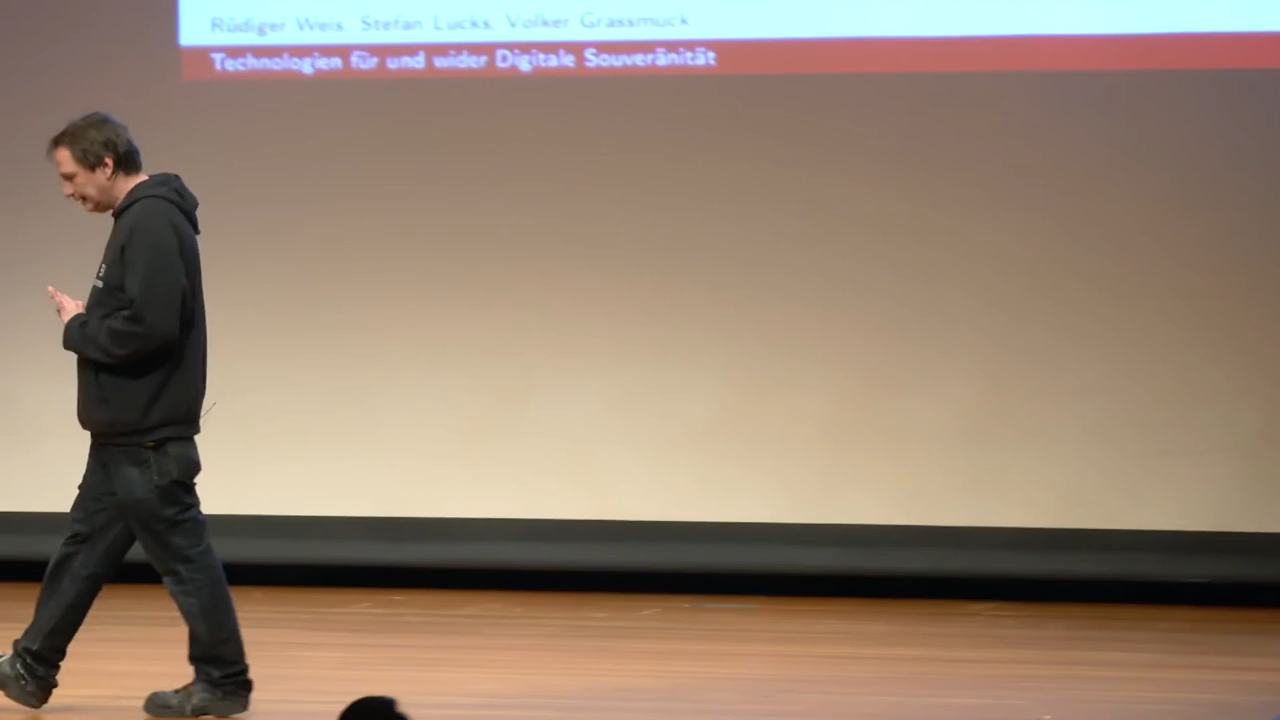 Rüdiger Weis, Stefan Lucks, Volker Grassmuck
Technologien für und wider Digitale Souveränität